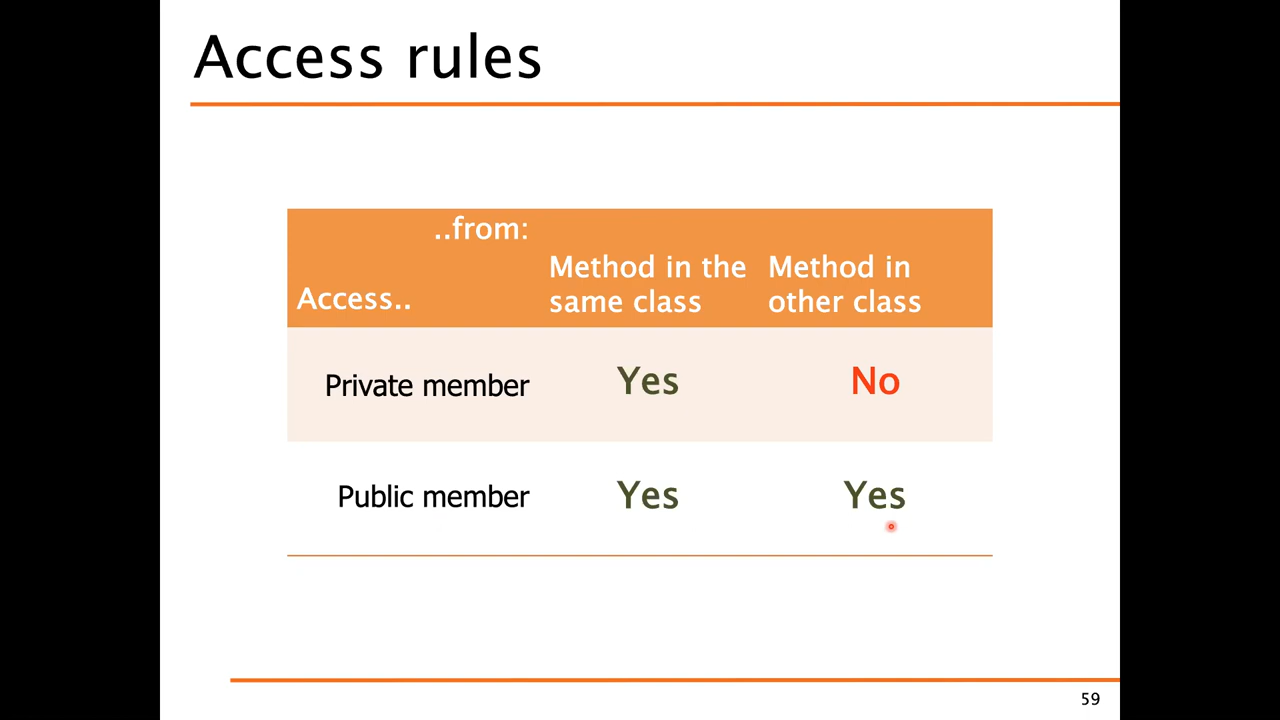 Access rules
..from:
Access..
Method in the
same class
Method in
other class
Private member
Yes
No
Public member
Yes
Yes
59